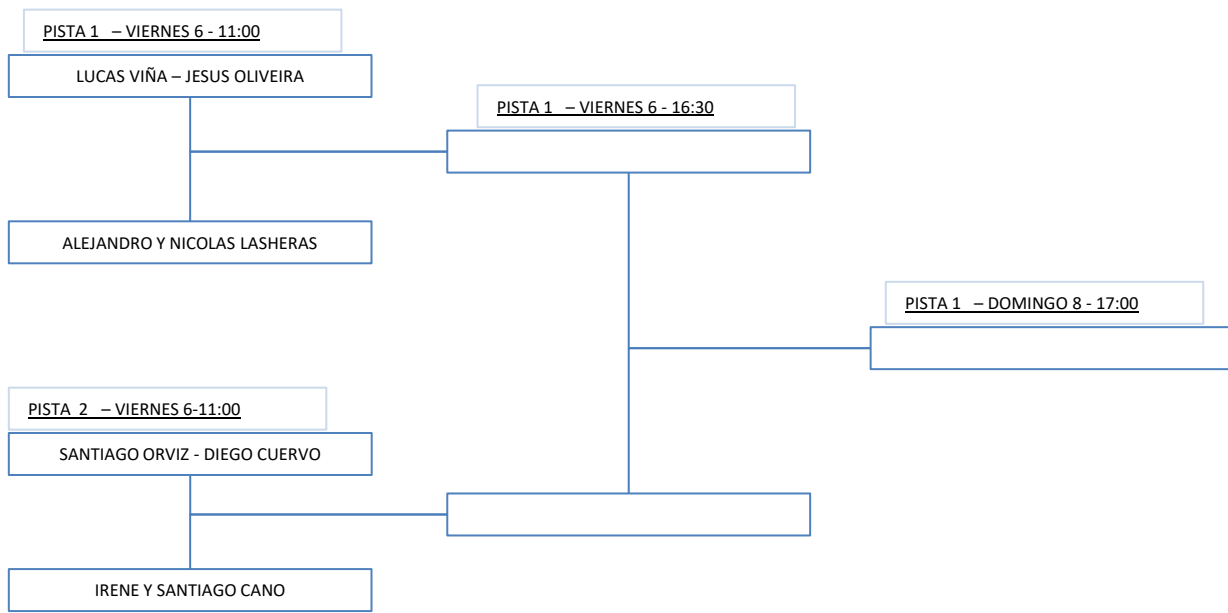 PISTA 1 – VIERNES 6 - 11:00
LUCAS VIÑA – JESUS OLIVEIRA
PISTA 1 – VIERNES 6 - 16:30
ALEJANDRO Y NICOLAS LASHERAS
PISTA 1 – DOMINGO 8 - 17:00
PISTA 2 – VIERNES 6-11:00
SANTIAGO ORVIZ - DIEGO CUERVO
IRENE Y SANTIAGO CANO